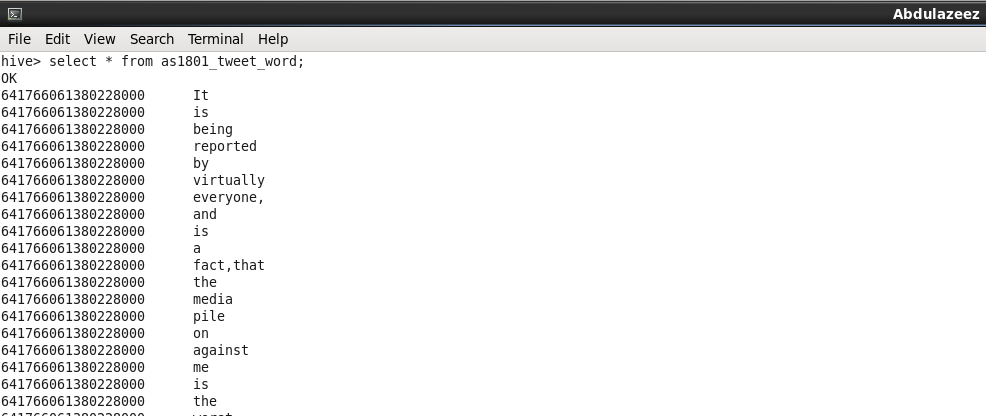 Abdulazeez
File Edit View Search Terminal Help
hive> select * from as1801_tweet_word;
OK
641766061380228000 It
641766061380228000 is
641766061380228000 being
641766061380228000 reported
641766061380228000 by
641766061380228000 virtually
641766061380228000 everyone,
641766061380228000 and
641766061380228000 is
641766061380228000 a
641766061380228000 fact,that
641766061380228000 the
641766061380228000 media
641766061380228000 pile
641766061380228000 on
641766061380228000 against
641766061380228000 me
641766061380228000 is
641766061380228000 the